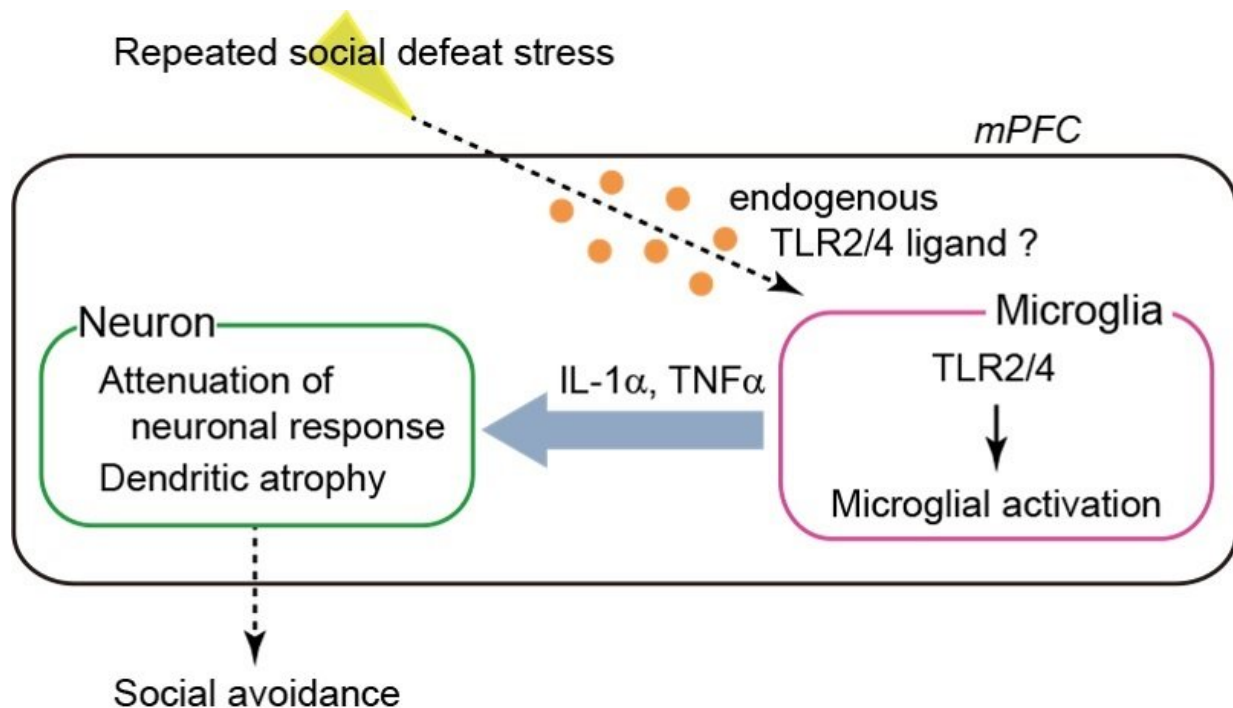 Repeated social defeat stress
mPFC
endogenous
TLR2/4 ligand ?
Neuron
Attenuation of
neuronal response
Dendritic atrophy
IL-1α, TNFα
Microglia
TLR2/4
Microglial activation
Social avoidance